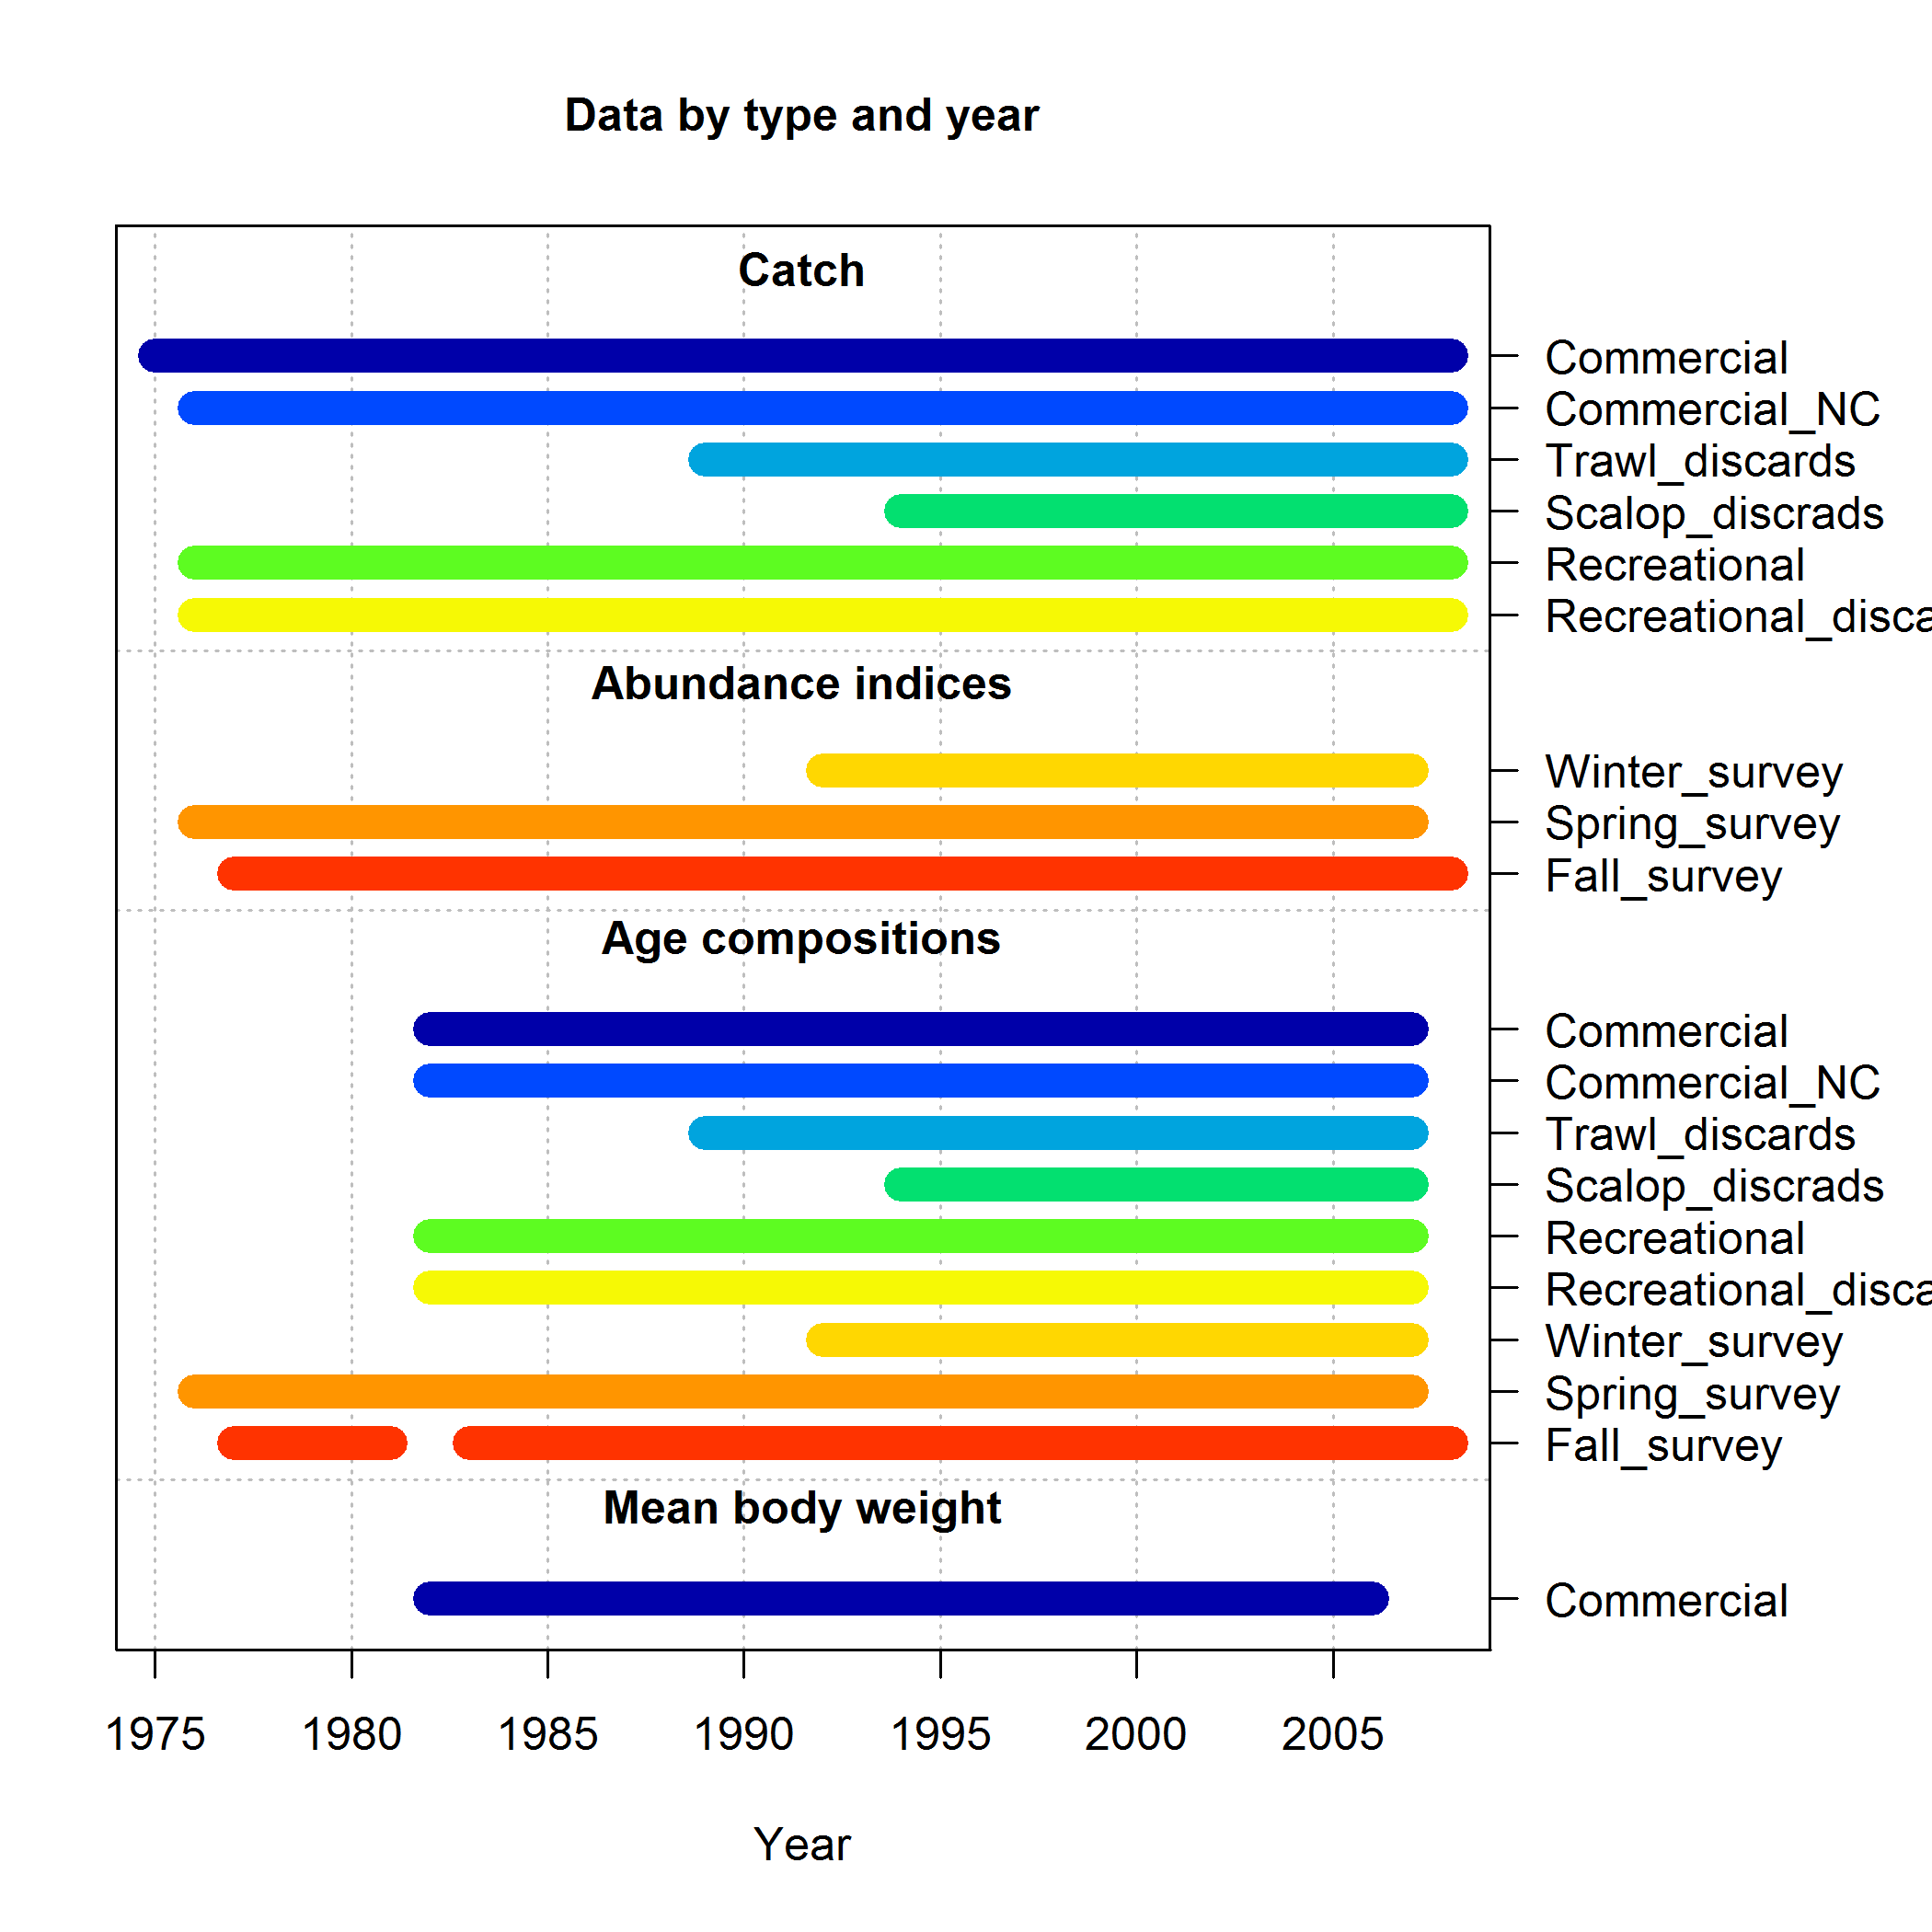 Data by type and year
Catch
Commercial
Commercial_NC
Trawl_discards
Scalop_discrads
Recreational
Recreational_disca
Abundance indices
Winter_survey
Spring_survey
Fall_survey
Age compositions
Commercial
Commercial_NC
Trawl_discards
Scalop_discrads
Recreational
Recreational_disca
Winter_survey
Spring_survey
Fall_survey
Mean body weight
Commercial
1975 1980 1985 1990 1995 2000 2005
Year